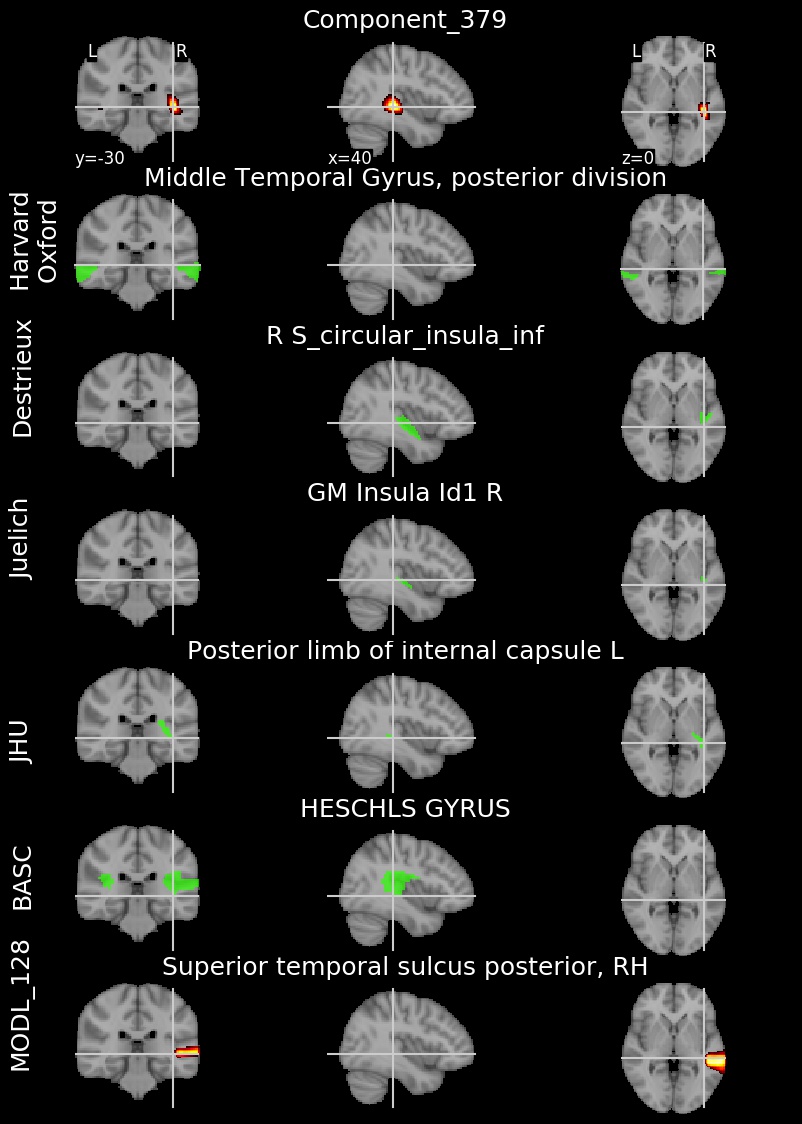 Component_379
L R L R
y=-30 x=40 z=0
Middle Temporal Gyrus, posterior division
Harvard
Oxford
R S_circular_insula_inf
Destrieux
GM Insula Id1 R
Juelich
Posterior limb of internal capsule L
JHU
HESCHLS GYRUS
BASC
Superior temporal sulcus posterior, RH
MODL_128